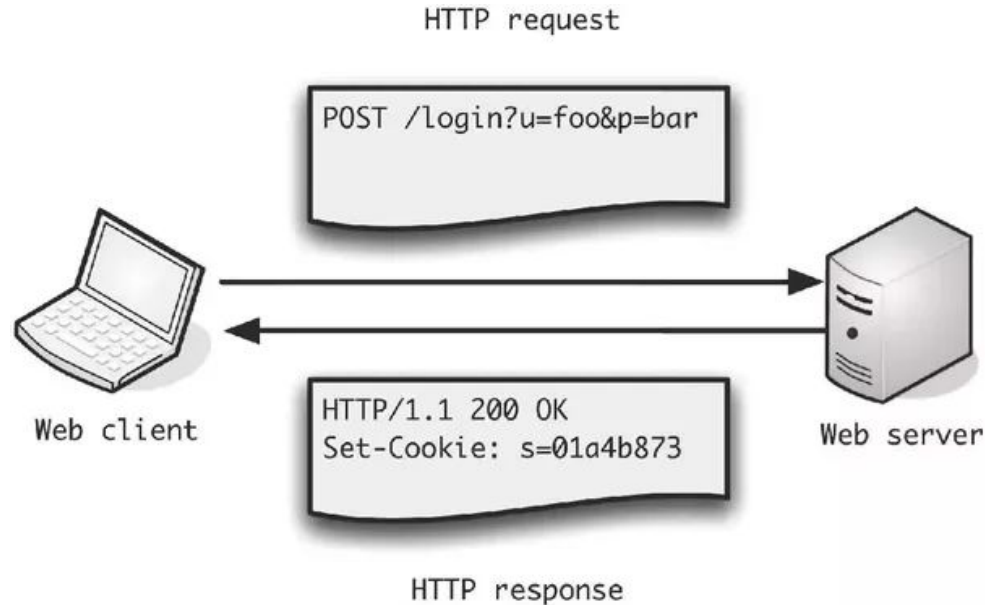 HTTP request
POST /login?u=foo&p=bar
Web client
Web server
HTTP/1.1 200 OK
Set-Cookie: s=01a4b873
HTTP response